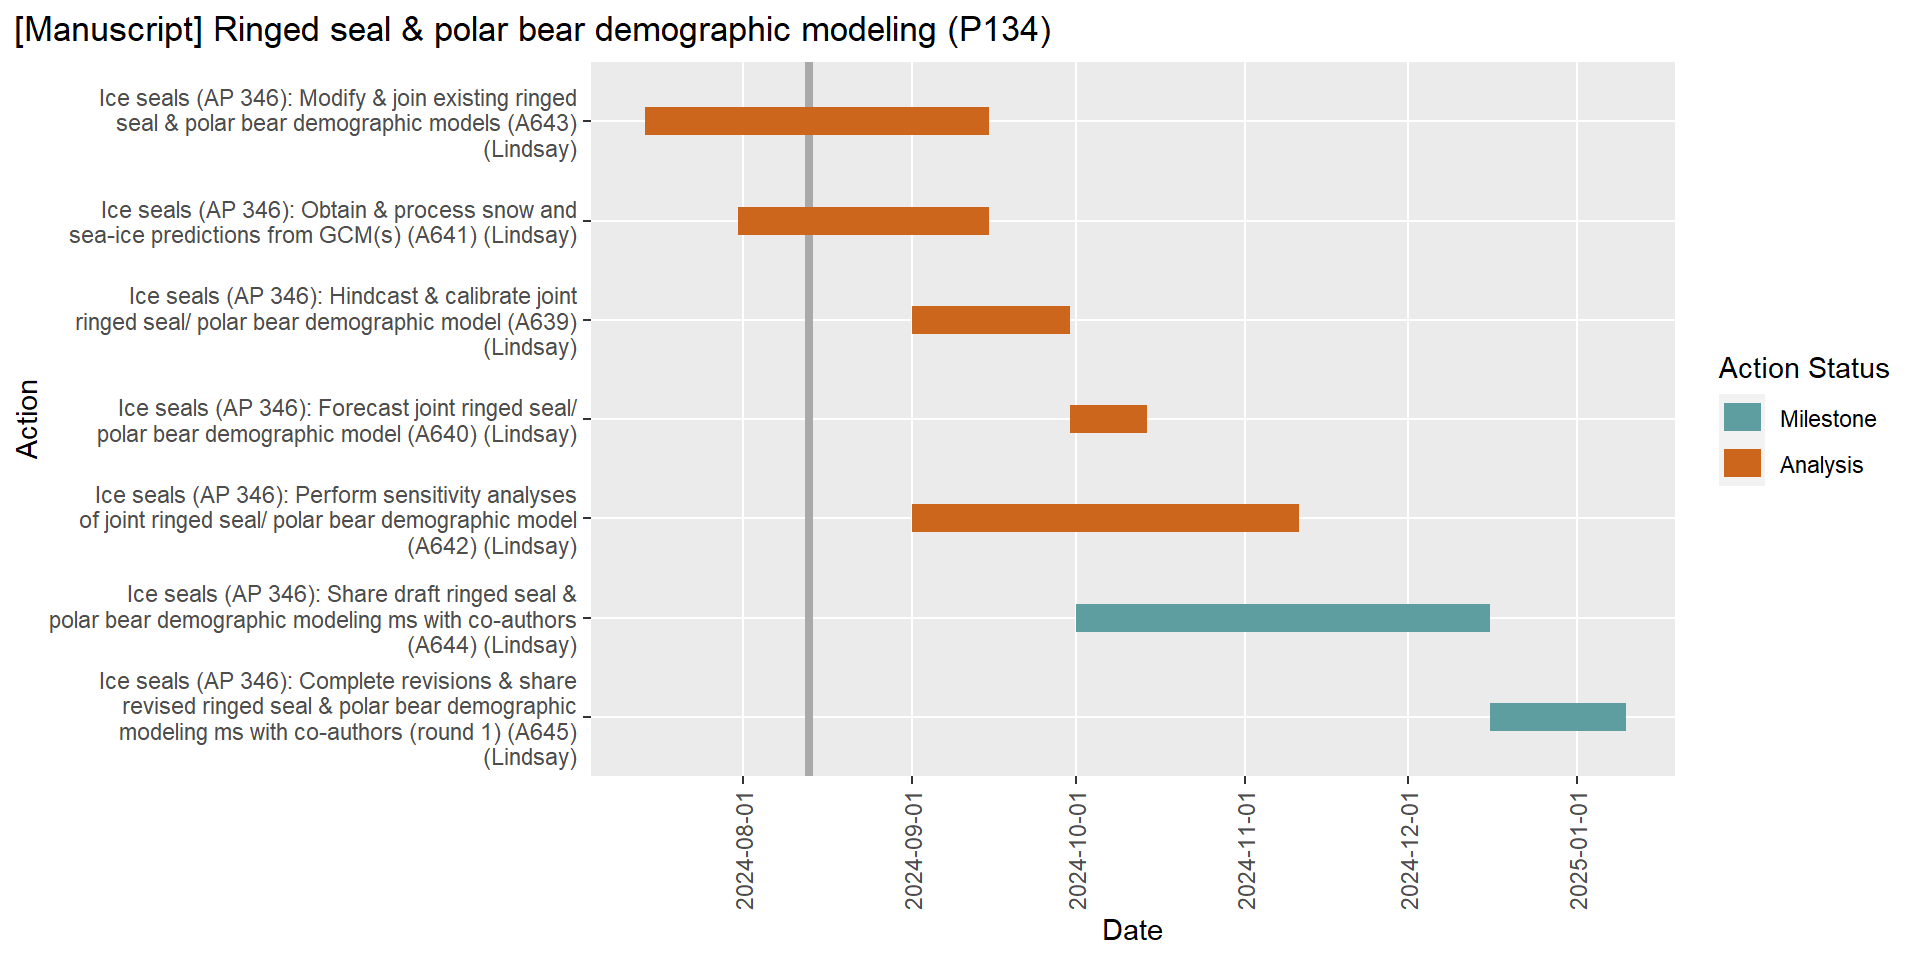 [Manuscript] Ringed seal & polar bear demographic modeling (P134)
Ice seals (AP 346): Modify & join existing ringed
seal & polar bear demographic models (A643)
(Lindsay)
Ice seals (AP 346): Obtain & process snow and
sea-ice predictions from GCM(s) (A641) (Lindsay)
Ice seals (AP 346): Hindcast & calibrate joint
ringed seal/ polar bear demographic model (A639)
(Lindsay)
Ice seals (AP 346): Forecast joint ringed seal/
polar bear demographic model (A640) (Lindsay)
Ice seals (AP 346): Perform sensitivity analyses
of joint ringed seal/ polar bear demographic model
(A642) (Lindsay)
Ice seals (AP 346): Share draft ringed seal &
polar bear demographic modeling ms with co-authors
(A644) (Lindsay)
Ice seals (AP 346): Complete revisions & share
revised ringed seal & polar bear demographic
modeling ms with co-authors (round 1) (A645)
(Lindsay)
Action
2024-08-01
2024-09-01
2024-10-01
2024-11-01
2024-12-01
2025-01-01
Date
Action Status
Milestone
Analysis